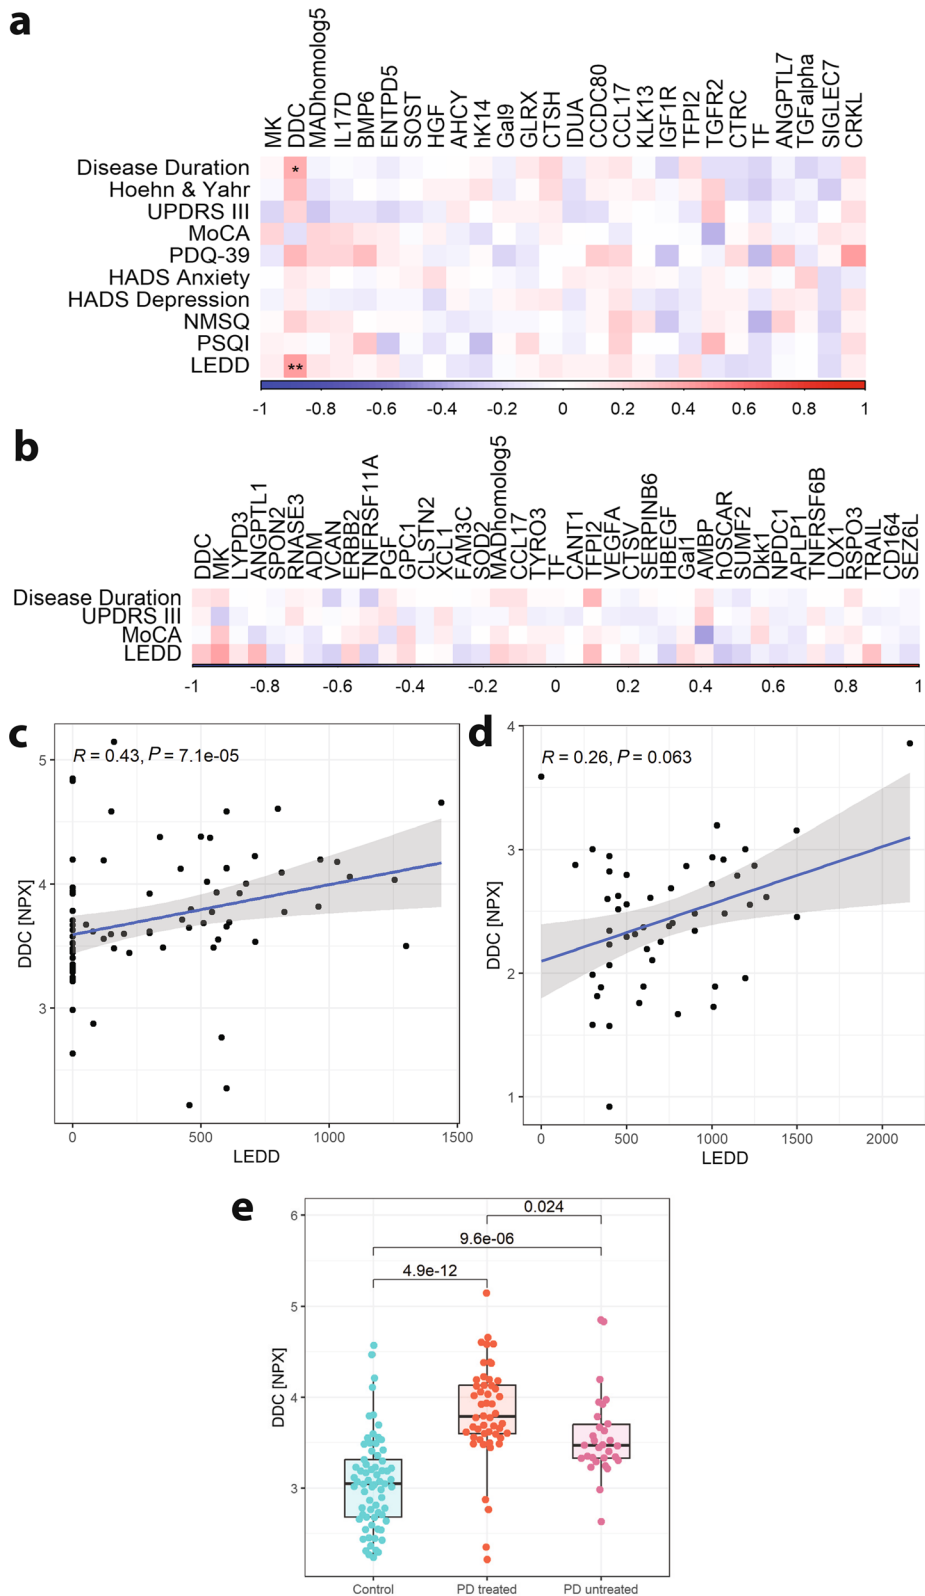 a
MK DDC MADhomolog5 IL17D BMP6 ENTPD5 SOST HGF AHCY hK14 Gal9 GLRX CTSH IDUA CCDC80 CCL17 KLK13 IGF1R TFPI2 TGFR2 CTRC TF ANGPTL7 TGFalpha SIGLEC7 CRKL
Disease Duration *
Hoehn & Yahr
UPDRS III
MoCA
PDQ-39
HADS Anxiety
HADS Depression
NMSQ
PSQI
LEDD **
-1 -0.8 -0.6 -0.4 -0.2 0 0.2 0.4 0.6 0.8 1
b
DDC MK LYPD3 ANGPTL1 SPON2 RNASE3 ADM VCAN ERBB2 TNFRSF11A PGF GPC1 CLSTN2 XCL1 FAM3C SOD2 MADhomolog5 CCL17 TYRO3 TF CANT1 TFPI2 VEGFA CTSV SERPINB6 HBEGF Gal1 AMBP hOSCAR SUMF2 Dkk1 NPDC1 APLP1 TNFRSF6B LOX1 RSPO3 TRAIL CD164 SEZ6L
Disease Duration
UPDRS III
MoCA
LEDD
-1 -0.8 -0.6 -0.4 -0.2 0 0.2 0.4 0.6 0.8 1
c
R = 0.43, P = 7.1e-05
5
4
3
DDC [NPX]
0 500 1000 1500
LEDD
d
R = 0.26, P = 0.063
4
3
2
1
DDC [NPX]
0 500 1000 1500 2000
LEDD
e
0.024
9.6e-06
4.9e-12
6
5
4
3
DDC [NPX]
Control PD treated PD untreated